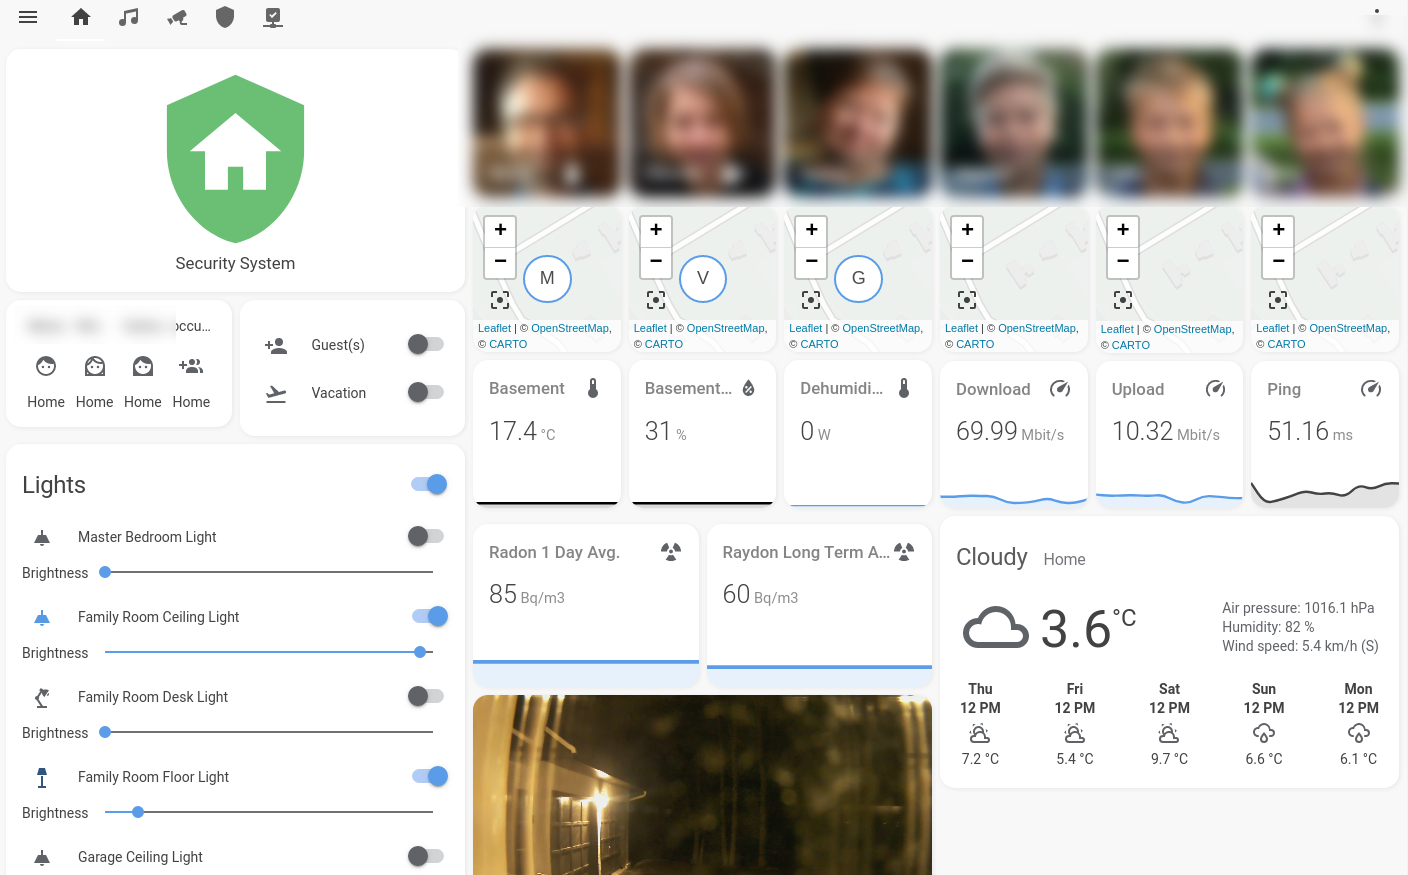 Security System
occu...
Home Home Home Home
Guest(s)
Vacation
Lights
Master Bedroom Light
Brightness
Family Room Ceiling Light
Brightness
Family Room Desk Light
Brightness
Family Room Floor Light
Brightness
Garage Ceiling Light
+ + + + + +
− − − − − −
M V G
Leaflet | © OpenStreetMap, © CARTO
Leaflet | © OpenStreetMap, © CARTO
Leaflet | © OpenStreetMap, © CARTO
Leaflet | © OpenStreetMap, © CARTO
Leaflet | © OpenStreetMap, © CARTO
Leaflet | © OpenStreetMap, © CARTO
Basement
17.4 °C
Basement...
31 %
Dehumidi...
0 W
Download
69.99 Mbit/s
Upload
10.32 Mbit/s
Ping
51.16 ms
Radon 1 Day Avg.
85 Bq/m3
Raydon Long Term A...
60 Bq/m3
Cloudy Home
3.6 °C
Air pressure: 1016.1 hPa
Humidity: 82 %
Wind speed: 5.4 km/h (S)
Thu Fri Sat Sun Mon
12 PM 12 PM 12 PM 12 PM 12 PM
7.2 °C 5.4 °C 9.7 °C 6.6 °C 6.1 °C